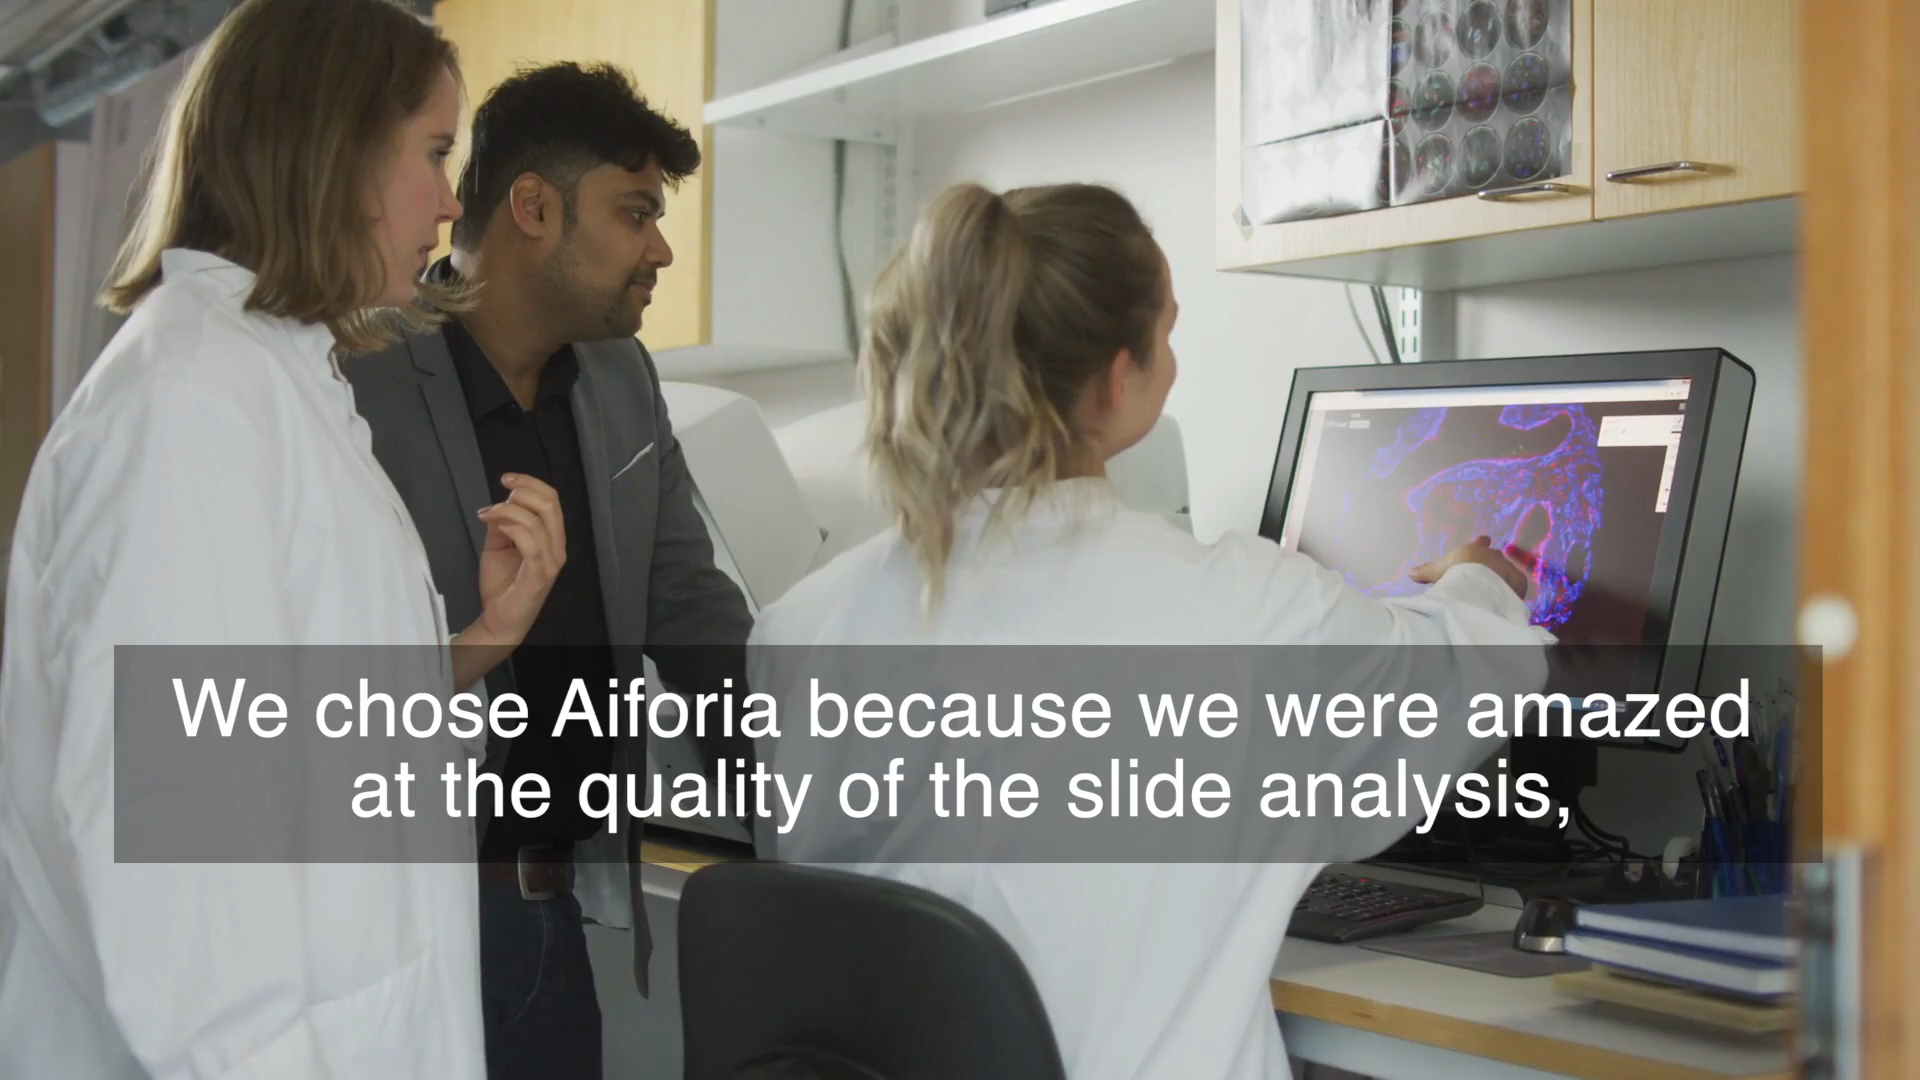 We chose Aiforia because we were amazed
at the quality of the slide analysis,